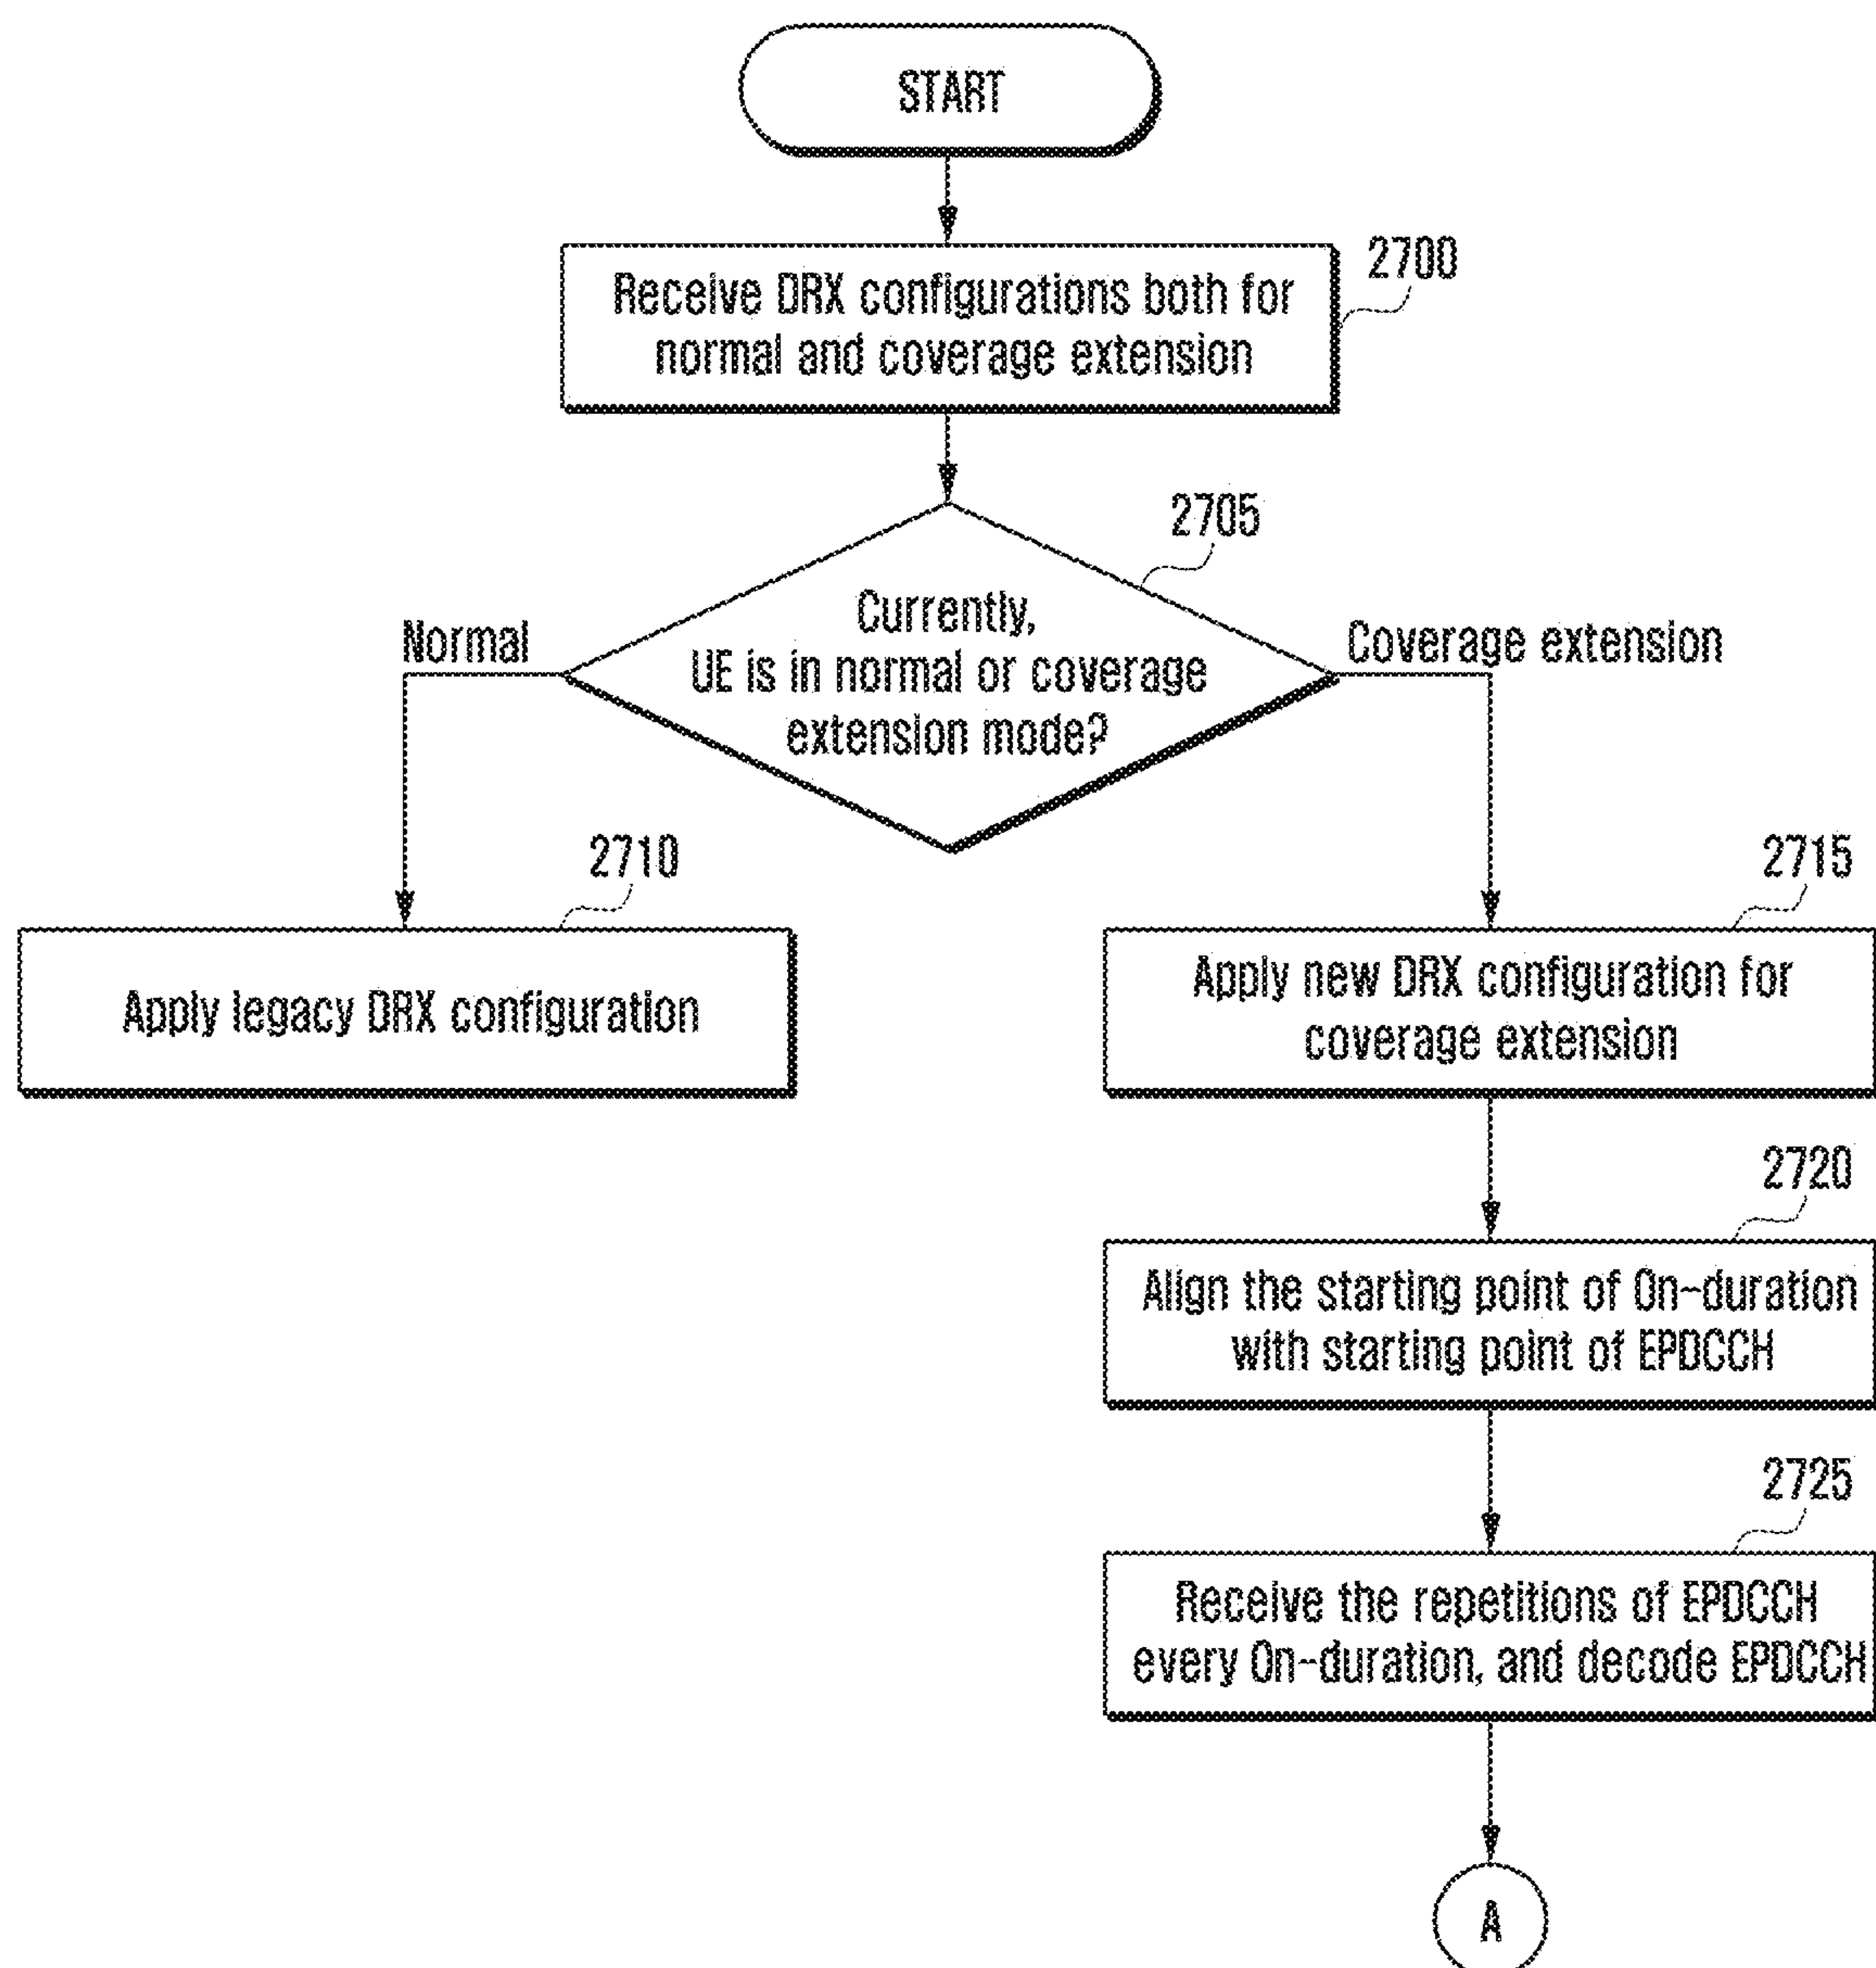 START
2700
Receive DRX configurations both for
normal and coverage extension
2705
Currently,
UE is in normal or coverage
extension mode?
Normal
Coverage extension
2710
Apply legacy DRX configuration
2715
Apply new DRX configuration for
coverage extension
2720
Align the starting point of On-duration
with starting point of EPDCCH
2725
Receive the repetitions of EPDCCH
every On-duration, and decode EPDCCH
A